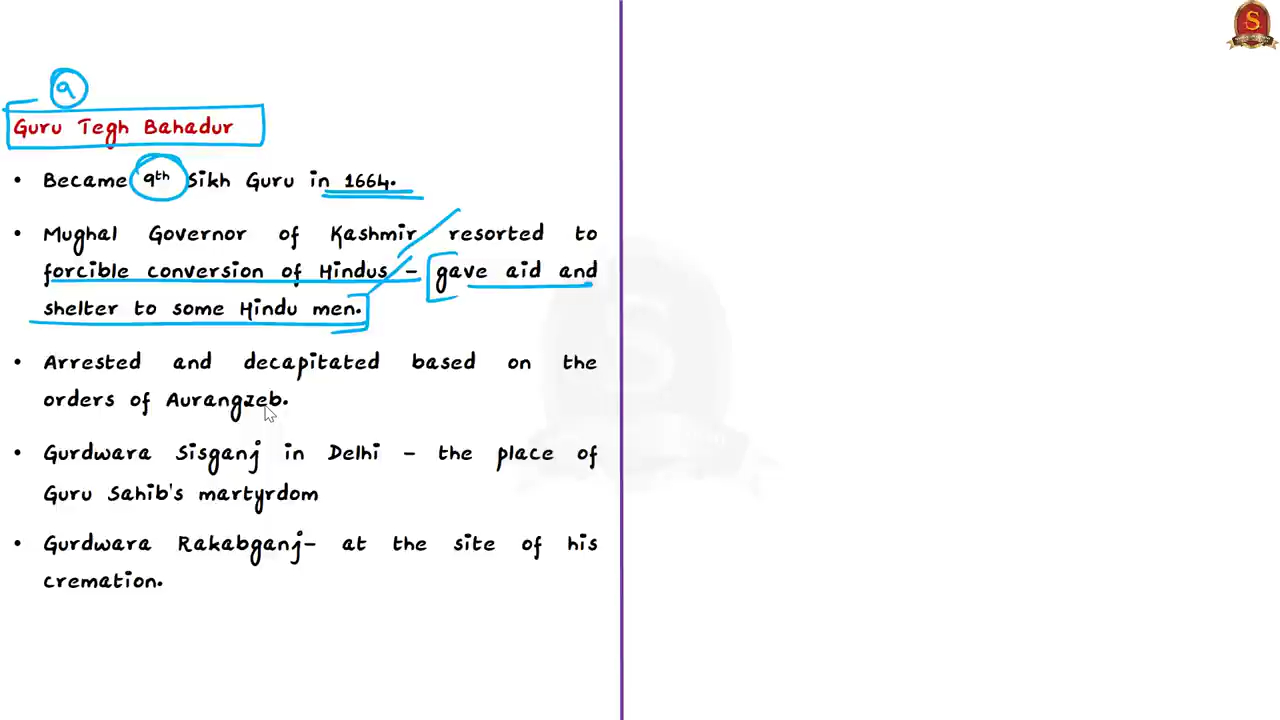 9
Guru Tegh Bahadur
• Became 9th Sikh Guru in 1664.
• Mughal Governor of Kashmir resorted to
forcible conversion of Hindus - gave aid and
shelter to some Hindu men.
• Arrested and decapitated based on the
orders of Aurangzeb.
• Gurdwara Sisganj in Delhi - the place of
Guru Sahib's martyrdom
• Gurdwara Rakabganj- at the site of his
cremation.
S